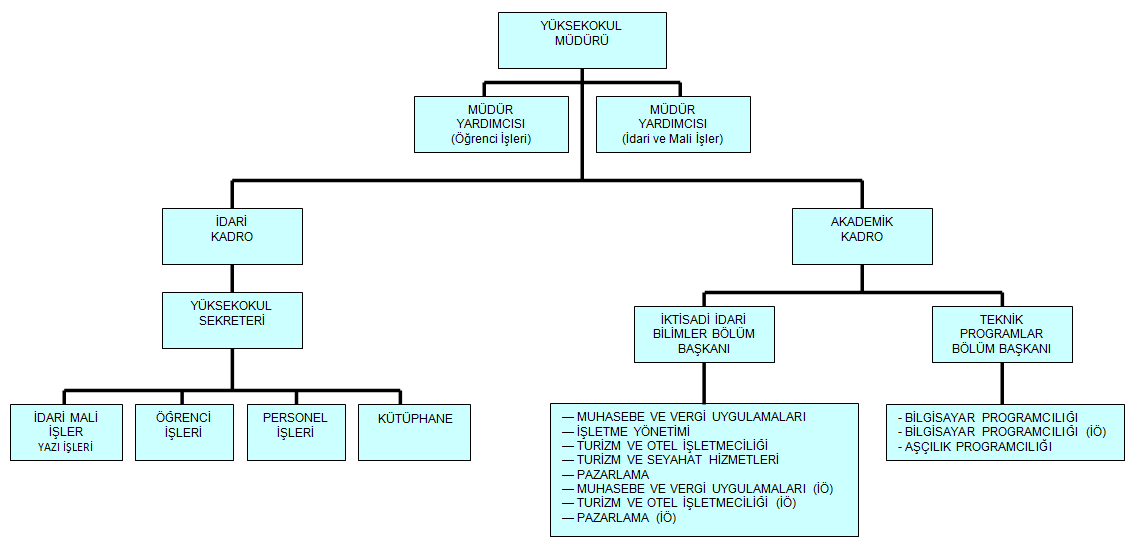 YÜKSEKOKUL
MÜDÜRÜ
MÜDÜR
YARDIMCISI
(Öğrenci İşleri)
MÜDÜR
YARDIMCISI
(İdari ve Mali İşler)
İDARİ
KADRO
AKADEMİK
KADRO
YÜKSEKOKUL
SEKRETERİ
İKTİSADİ İDARİ
BİLİMLER BÖLÜM
BAŞKANI
TEKNİK
PROGRAMLAR
BÖLÜM BAŞKANI
İDARİ MALİ
İŞLER
YAZI İŞLERİ
ÖĞRENCİ
İŞLERİ
PERSONEL
İŞLERİ
KÜTÜPHANE
— MUHASEBE VE VERGİ UYGULAMALARI
— İŞLETME YÖNETİMİ
— TURİZM VE OTEL İŞLETMECİLİĞİ
— TURİZM VE SEYAHAT HİZMETLERİ
— PAZARLAMA
— MUHASEBE VE VERGİ UYGULAMALARI (İÖ)
— TURİZM VE OTEL İŞLETMECİLİĞİ (İÖ)
— PAZARLAMA (İÖ)
- BİLGİSAYAR PROGRAMCILIĞI
- BİLGİSAYAR PROGRAMCILIĞI (İÖ)
- AŞÇILIK PROGRAMCILIĞI